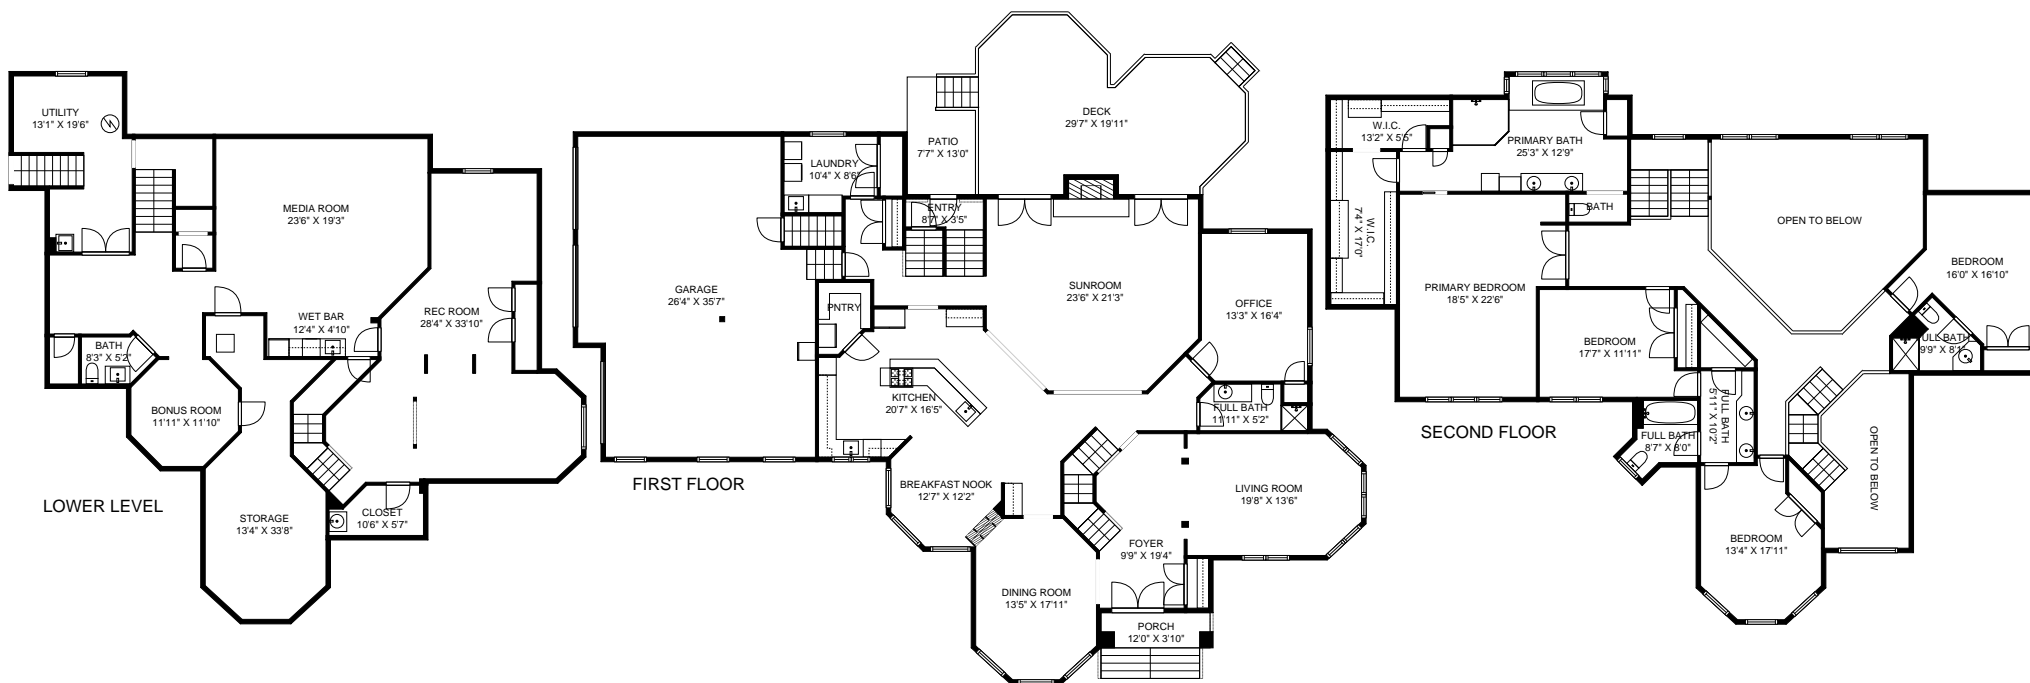 UTILITY
13'1" X 19'6"
MEDIA ROOM
23'6" X 19'3"
WET BAR
12'4" X 4'10"
REC ROOM
28'4" X 33'10"
BATH
8'3" X 5'2"
BONUS ROOM
11'11" X 11'10"
STORAGE
13'4" X 33'8"
CLOSET
10'6" X 5'7"
LOWER LEVEL
DECK
29'7" X 19'11"
PATIO
7'7" X 13'0"
LAUNDRY
10'4" X 8'6"
ENTRY
8'7" X 3'5"
GARAGE
26'4" X 35'7"
PNTRY
SUNROOM
23'6" X 21'3"
OFFICE
13'3" X 16'4"
KITCHEN
20'7" X 16'5"
FULL BATH
11'11" X 5'2"
BREAKFAST NOOK
12'7" X 12'2"
LIVING ROOM
19'8" X 13'6"
FOYER
9'9" X 19'4"
DINING ROOM
13'5" X 17'11"
PORCH
12'0" X 3'10"
FIRST FLOOR
W.I.C.
13'2" X 5'5"
PRIMARY BATH
25'3" X 12'9"
BATH
W.I.C.
7'4" X 17'0"
OPEN TO BELOW
BEDROOM
16'0" X 16'10"
PRIMARY BEDROOM
18'5" X 22'6"
BEDROOM
17'7" X 11'11"
FULL BATH
9'9" X 8'1"
FULL BATH
5'11" X 10'2"
FULL BATH
8'7" X 8'0"
OPEN TO BELOW
BEDROOM
13'4" X 17'11"
SECOND FLOOR